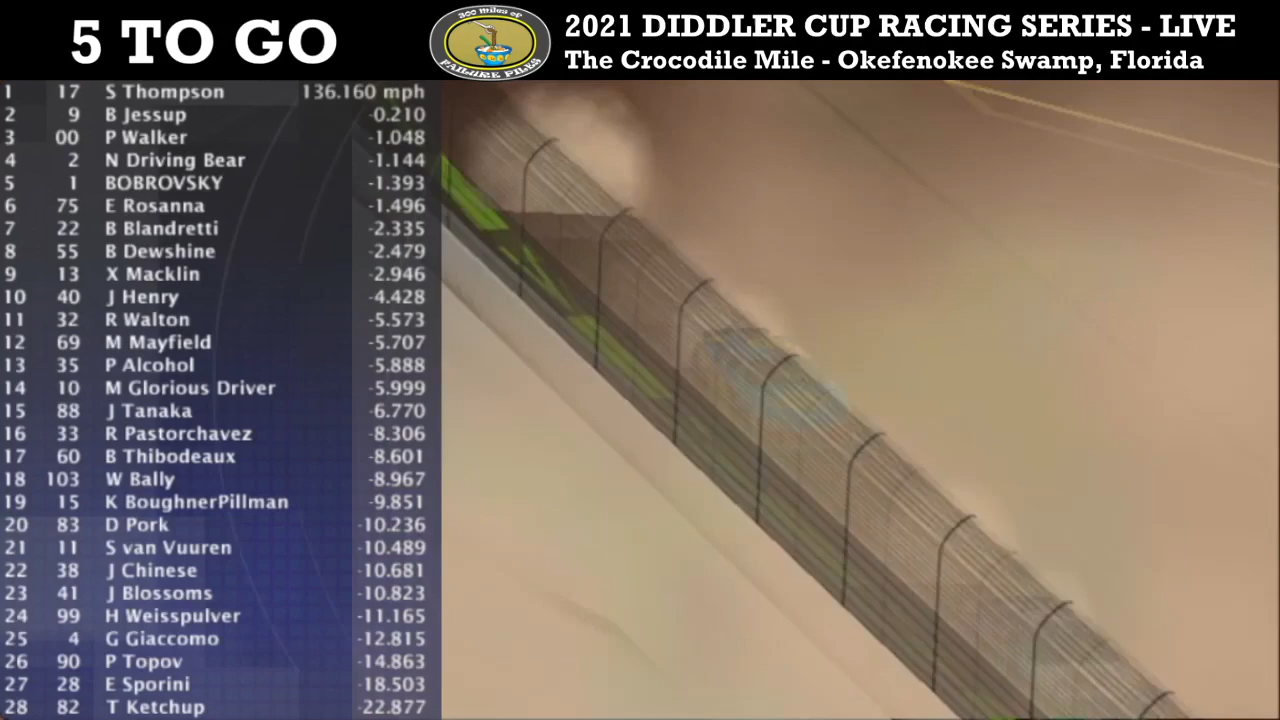 5 TO GO
300 Miles of
FAILURE PILES
2021 DIDDLER CUP RACING SERIES - LIVE
The Crocodile Mile - Okefenokee Swamp, Florida
1 17 S Thompson 136.160 mph
2 9 B Jessup -0.210
3 00 P Walker -1.048
4 2 N Driving Bear -1.144
5 1 BOBROVSKY -1.393
6 75 E Rosanna -1.496
7 22 B Blandretti -2.335
8 55 B Dewshine -2.479
9 13 X Macklin -2.946
10 40 J Henry -4.428
11 32 R Walton -5.573
12 69 M Mayfield -5.707
13 35 P Alcohol -5.888
14 10 M Glorious Driver -5.999
15 88 J Tanaka -6.770
16 33 R Pastorchavez -8.306
17 60 B Thibodeaux -8.601
18 103 W Bally -8.967
19 15 K BoughnerPillman -9.851
20 83 D Pork -10.236
21 11 S van Vuuren -10.489
22 38 J Chinese -10.681
23 41 J Blossoms -10.823
24 99 H Weisspulver -11.165
25 4 G Giaccomo -12.815
26 90 P Topov -14.863
27 28 E Sporini -18.503
28 82 T Ketchup -22.877